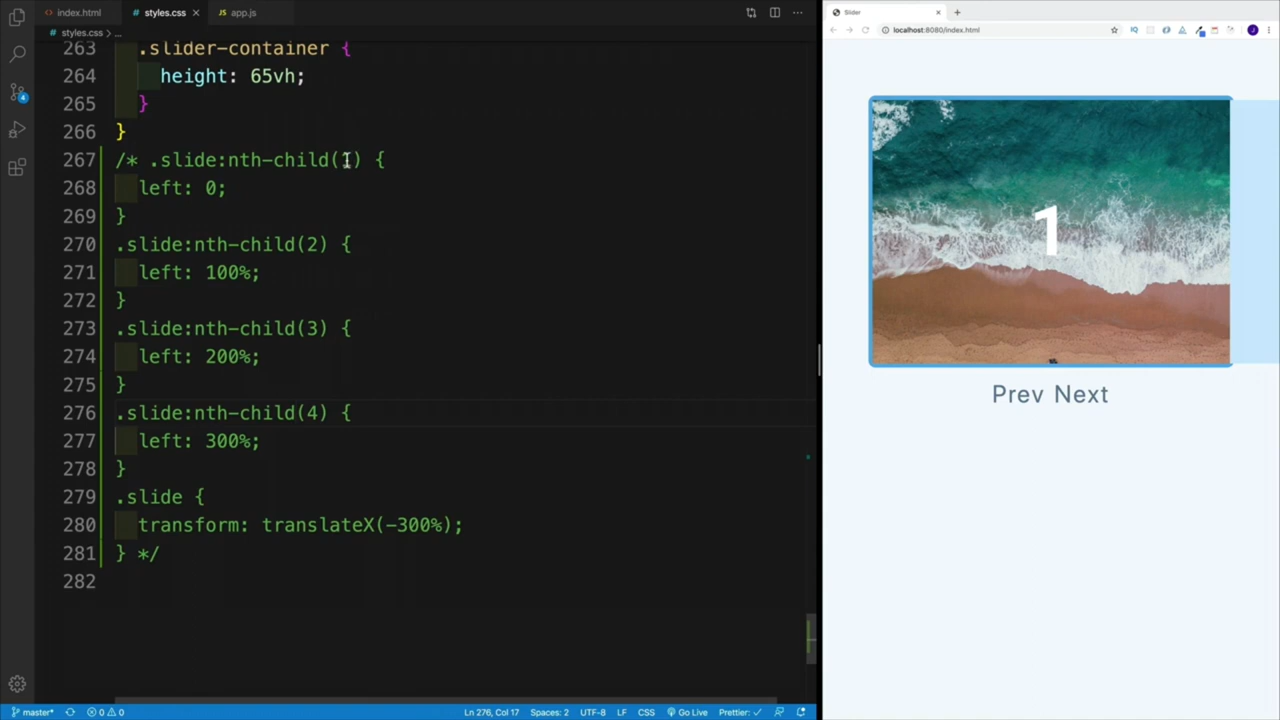 index.html
styles.css
app.js
styles.css > ...
263 .slider-container {
264 height: 65vh;
265 }
266 }
267 /* .slide:nth-child(1) {
268 left: 0;
269 }
270 .slide:nth-child(2) {
271 left: 100%;
272 }
273 .slide:nth-child(3) {
274 left: 200%;
275 }
276 .slide:nth-child(4) {
277 left: 300%;
278 }
279 .slide {
280 transform: translateX(-300%);
281 } */
282
4
master*
0 0
Ln 276, Col 17
Spaces: 2
UTF-8
LF
CSS
Go Live
Prettier: ✓
Slider
localhost:8080/index.html
J
1
Prev Next